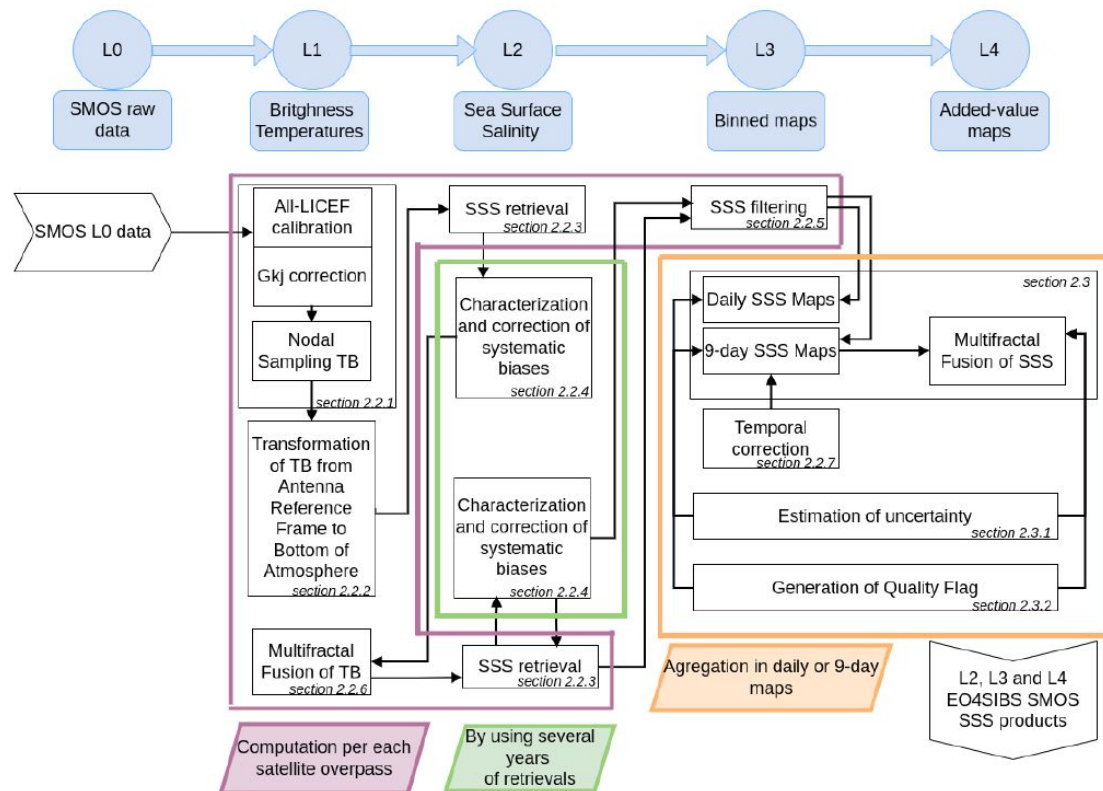 L0
L1
L2
L3
L4
SMOS raw
data
Britghness
Temperatures
Sea Surface
Salinity
Binned maps
Added-value
maps
SMOS L0 data
All-LICEF
calibration
Gkj correction
Nodal
Sampling TB
section 2.2.1
Transformation
of TB from
Antenna
Reference
Frame to
Bottom of
Atmosphere
section 2.2.2
Multifractal
Fusion of TB
section 2.2.6
SSS retrieval
section 2.2.3
Characterization
and correction of
systematic
biases
section 2.2.4
Characterization
and correction of
systematic
biases
section 2.2.4
SSS retrieval
section 2.2.3
SSS filtering
section 2.2.5
section 2.3
Daily SSS Maps
9-day SSS Maps
Multifractal
Fusion of SSS
Temporal
correction
section 2.2.7
Estimation of uncertainty
section 2.3.1
Generation of Quality Flag
section 2.3.2
Computation per each
satellite overpass
By using several
years
of retrievals
Agregation in daily or 9-day
maps
L2, L3 and L4
EO4SIBS SMOS
SSS products